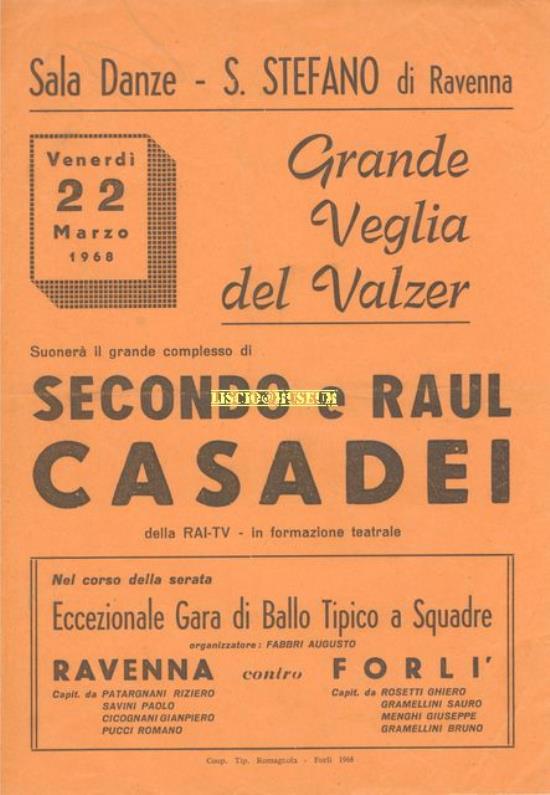 Sala Danze - S. STEFANO di Ravenna
Venerdì
22
Marzo
1968
Grande
Veglia
del Valzer
Suonerà il grande complesso di
SECONDO e RAUL
LISCIO@MUSEUM
CASADEI
della RAI-TV - in formazione teatrale
Nel corso della serata
Eccezionale Gara di Ballo Tipico a Squadre
organizzatore: FABBRI AUGUSTO
RAVENNA contro FORLI'
Capit. da PATARGNANI RIZIERO
SAVINI PAOLO
CICOGNANI GIANPIERO
PUCCI ROMANO
Capit. da ROSETTI GHIERO
GRAMELLINI SAURO
MENGHI GIUSEPPE
GRAMELLINI BRUNO
Coop. Tip. Romagnola - Forlì 1968